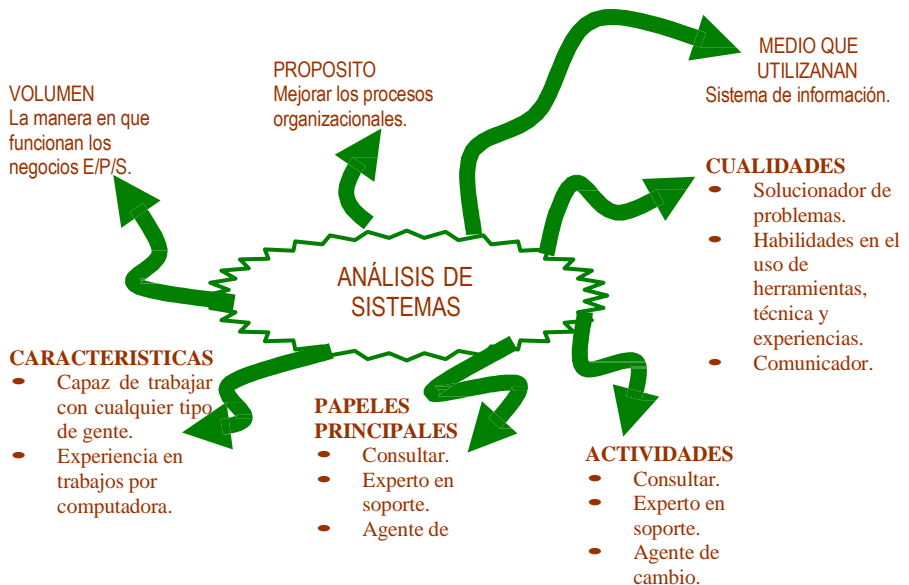 VOLUMEN
La manera en que
funcionan los
negocios E/P/S.
PROPOSITO
Mejorar los procesos
organizacionales.
MEDIO QUE
UTILIZANAN
Sistema de información.
CUALIDADES
• Solucionador de
problemas.
• Habilidades en el
uso de
herramientas,
técnica y
experiencias.
• Comunicador.
ANÁLISIS DE
SISTEMAS
CARACTERISTICAS
• Capaz de trabajar
con cualquier tipo
de gente.
• Experiencia en
trabajos por
computadora.
PAPELES
PRINCIPALES
• Consultar.
• Experto en
soporte.
• Agente de
ACTIVIDADES
• Consultar.
• Experto en
soporte.
• Agente de
cambio.